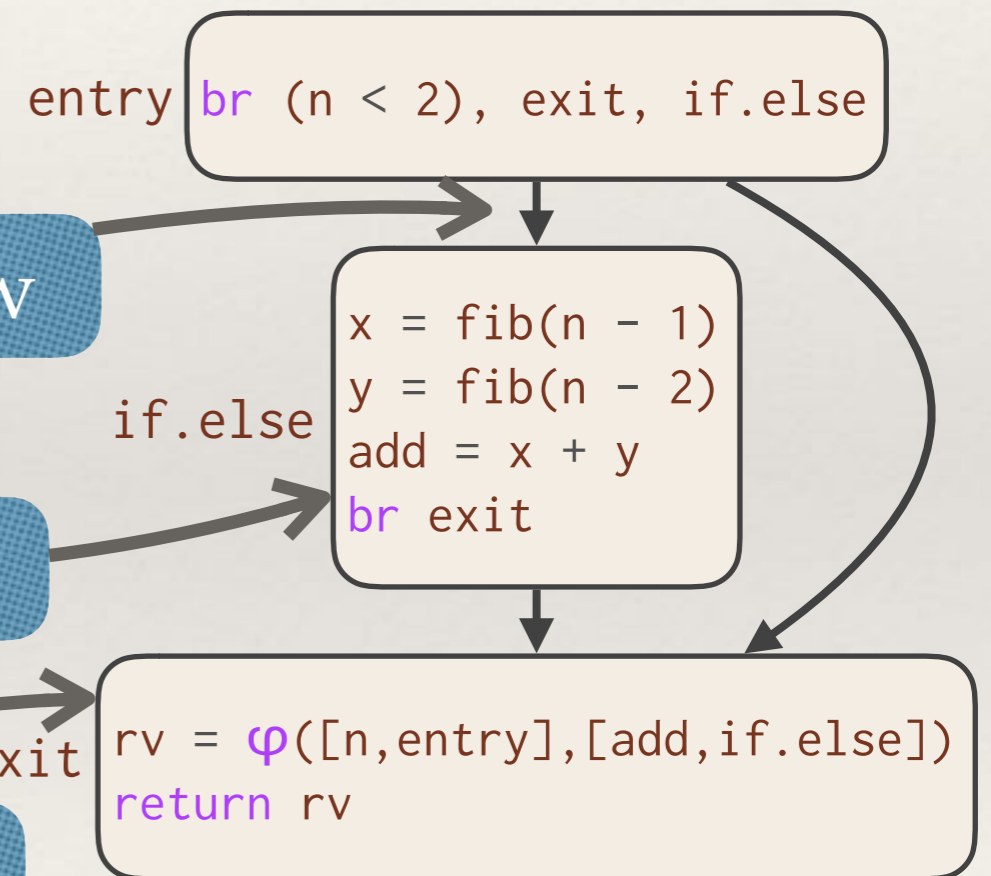 entry br (n < 2), exit, if.else
x = fib(n - 1)
y = fib(n - 2)
if.else
add = x + y
br exit
rv = φ([n,entry],[add,if.else])
xit
return rv